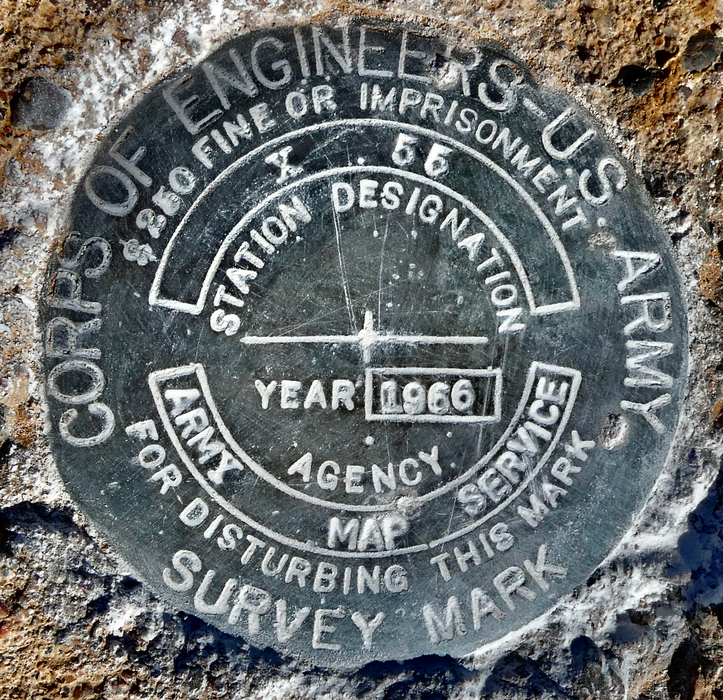 CORPS OF ENGINEERS-U.S. ARMY
$250 FINE OR IMPRISONMENT
X . 55
STATION DESIGNATION
YEAR 1966
AGENCY
ARMY MAP SERVICE
FOR DISTURBING THIS MARK
SURVEY MARK